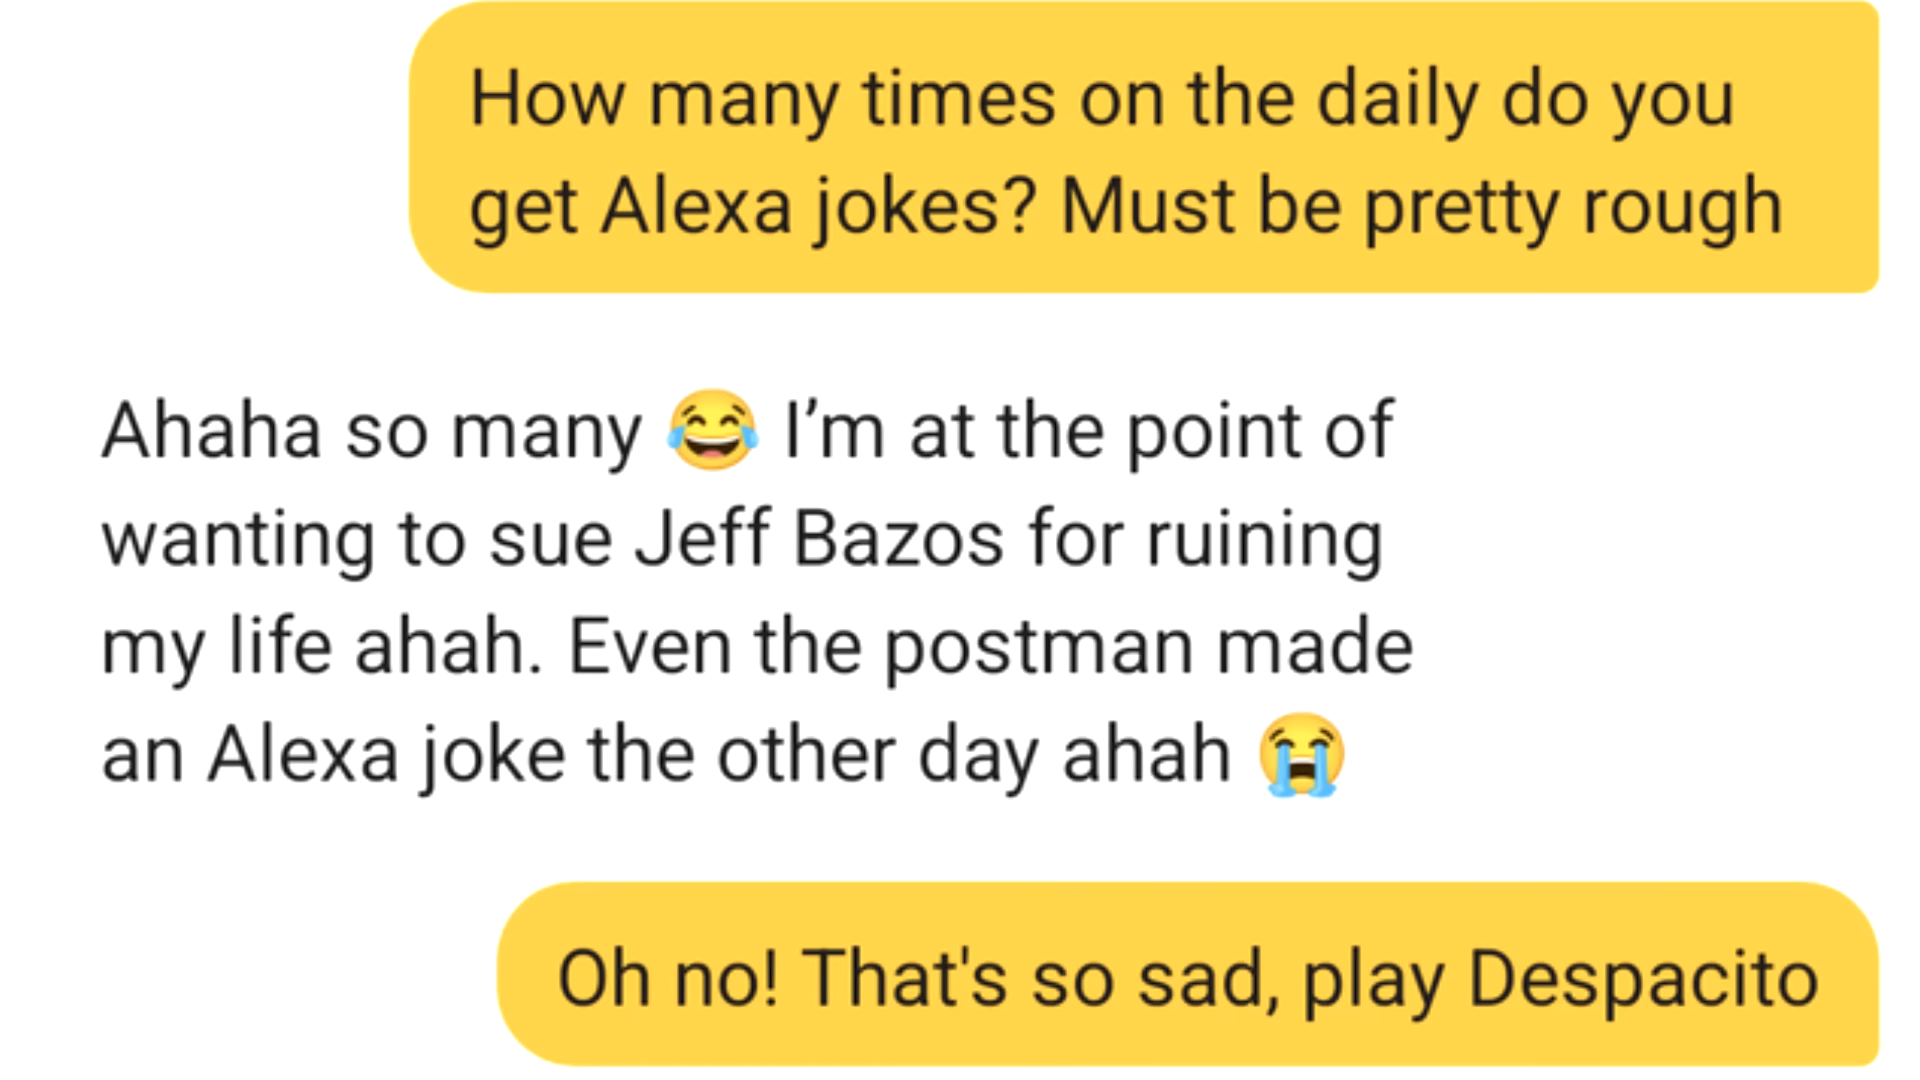 How many times on the daily do you
get Alexa jokes? Must be pretty rough
Ahaha so many 😂 I’m at the point of
wanting to sue Jeff Bazos for ruining
my life ahah. Even the postman made
an Alexa joke the other day ahah 😭
Oh no! That's so sad, play Despacito